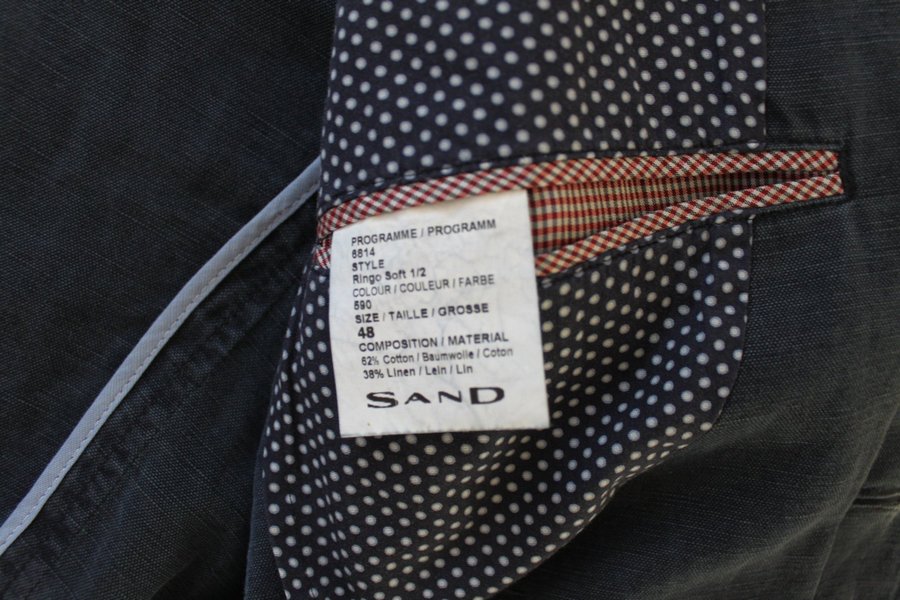 PROGRAMME / PROGRAMM
6814
STYLE
Ringo Soft 1/2
COLOUR / COULEUR / FARBE
590
SIZE / TAILLE / GROSSE
48
COMPOSITION / MATERIAL
62% Cotton / Baumwolle / Coton
38% Linen / Lein / Lin
SAND